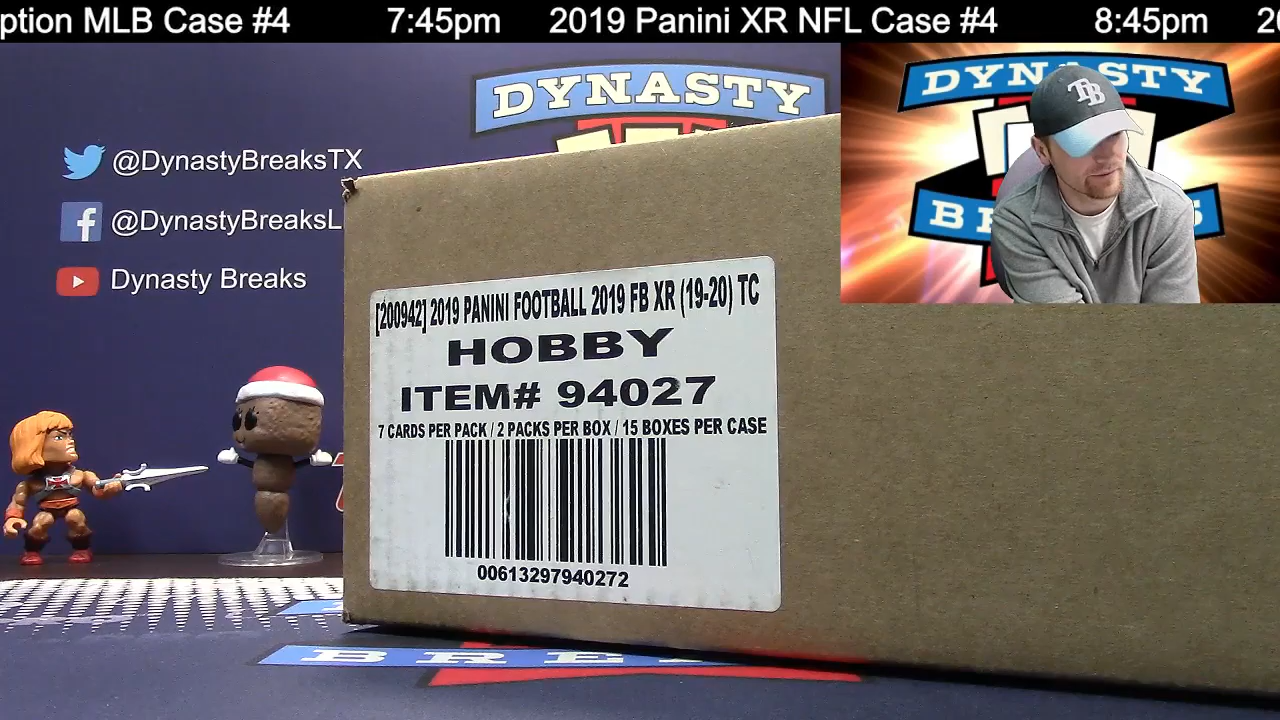 ption MLB Case #4 7:45pm 2019 Panini XR NFL Case #4 8:45pm 20
DYNASTY
@DynastyBreaksTX
@DynastyBreaksL
Dynasty Breaks
DYNASTY
TB
[200942] 2019 PANINI FOOTBALL 2019 FB XR (19-20) TC
HOBBY
ITEM# 94027
7 CARDS PER PACK / 2 PACKS PER BOX / 15 BOXES PER CASE
00613297940272
BRE